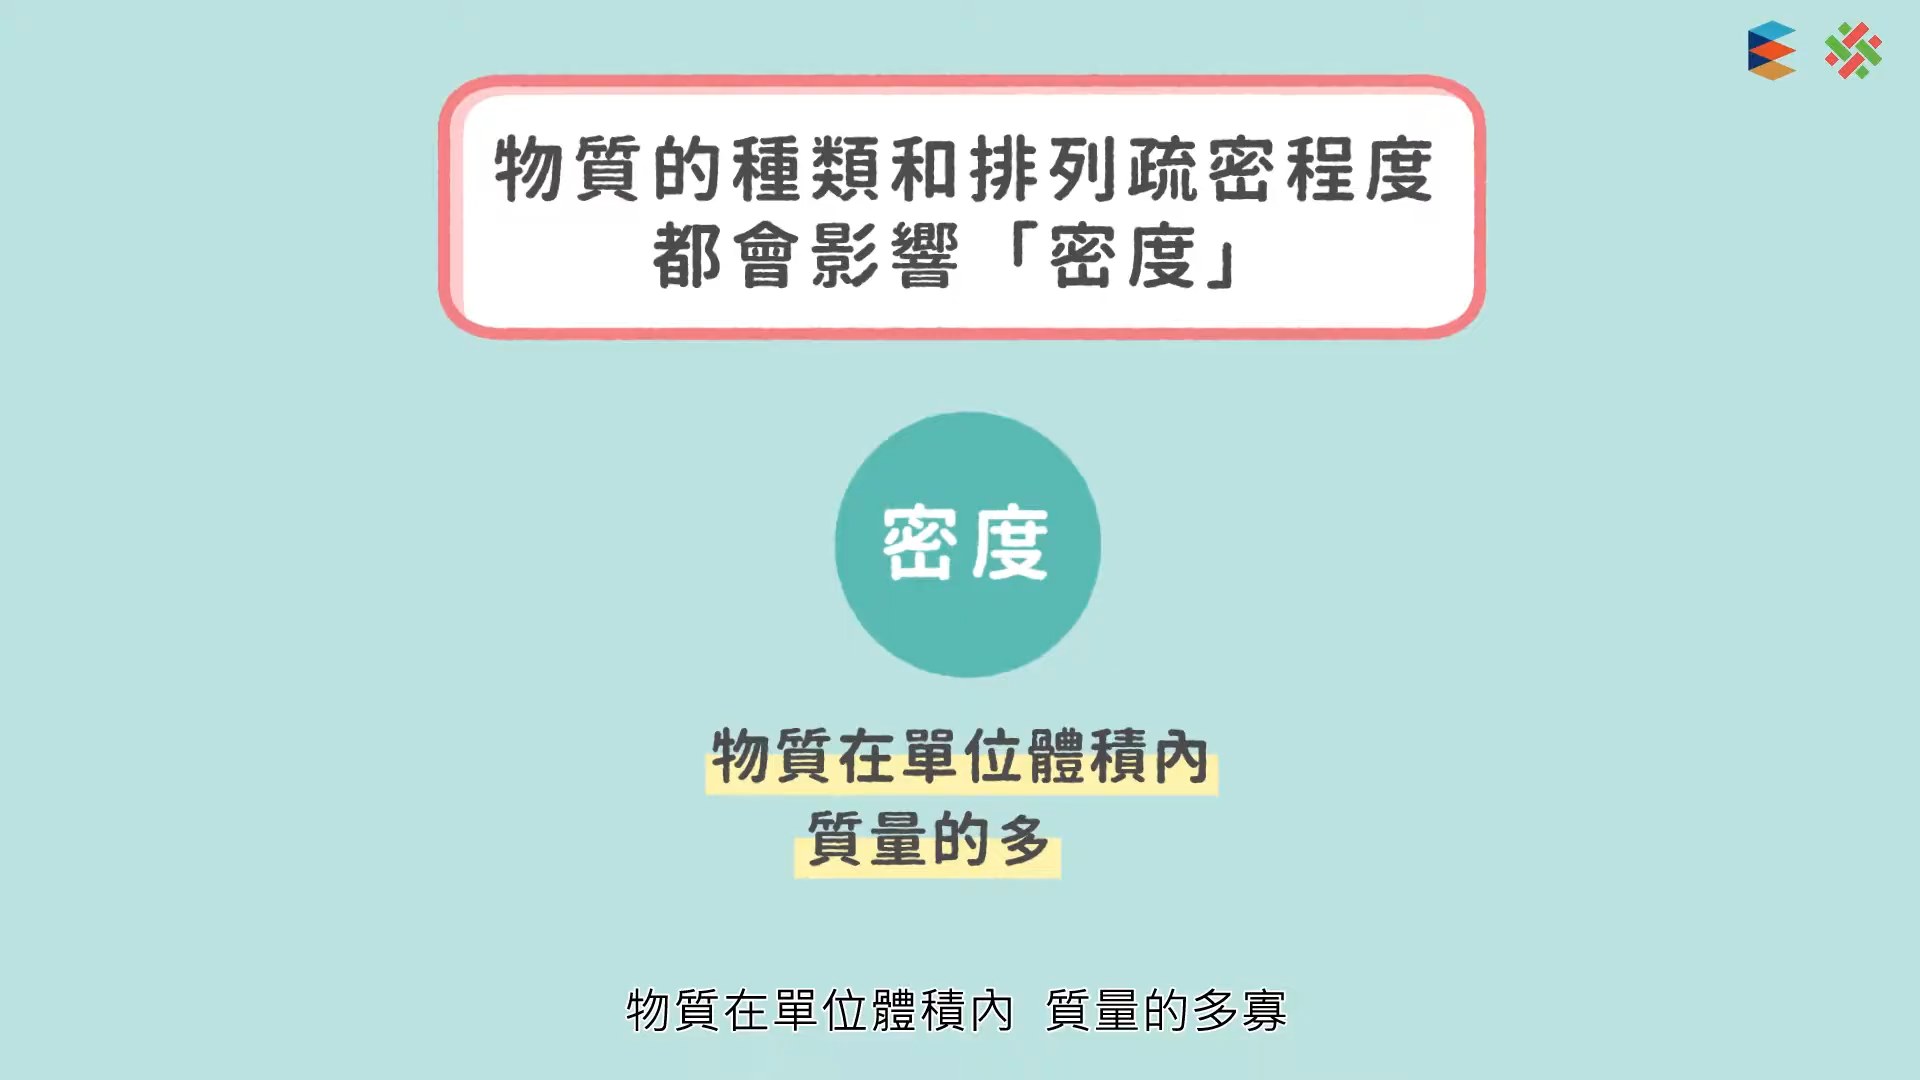 物質的種類和排列疏密程度
都會影響「密度」
密度
物質在單位體積內
質量的多
物質在單位體積內 質量的多寡